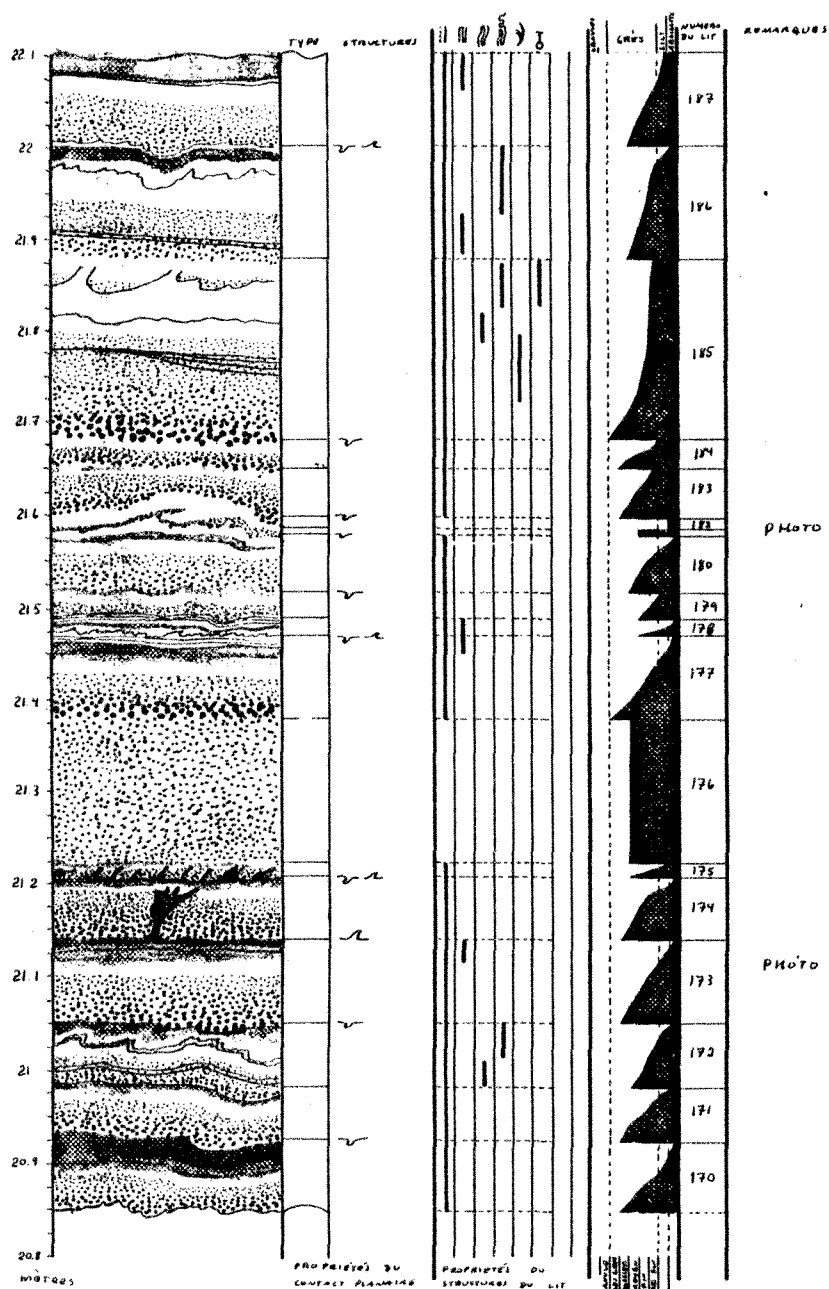 TYPE STRUCTURES
GRÈS
SILT
NUMÉRO
DU LIT
REMARQUES
22.1
187
22
186
21.9
21.8
185
21.7
184
183
21.6
182
PHOTO
180
179
21.5
178
177
21.4
21.3
176
21.2
175
174
21.1
173
PHOTO
172
21
171
20.9
170
20.8
MÈTRES
PROPRIÉTÉS DU
CONTACT PLANAIRE
PROPRIÉTÉS DU
STRUCTURES DU LIT